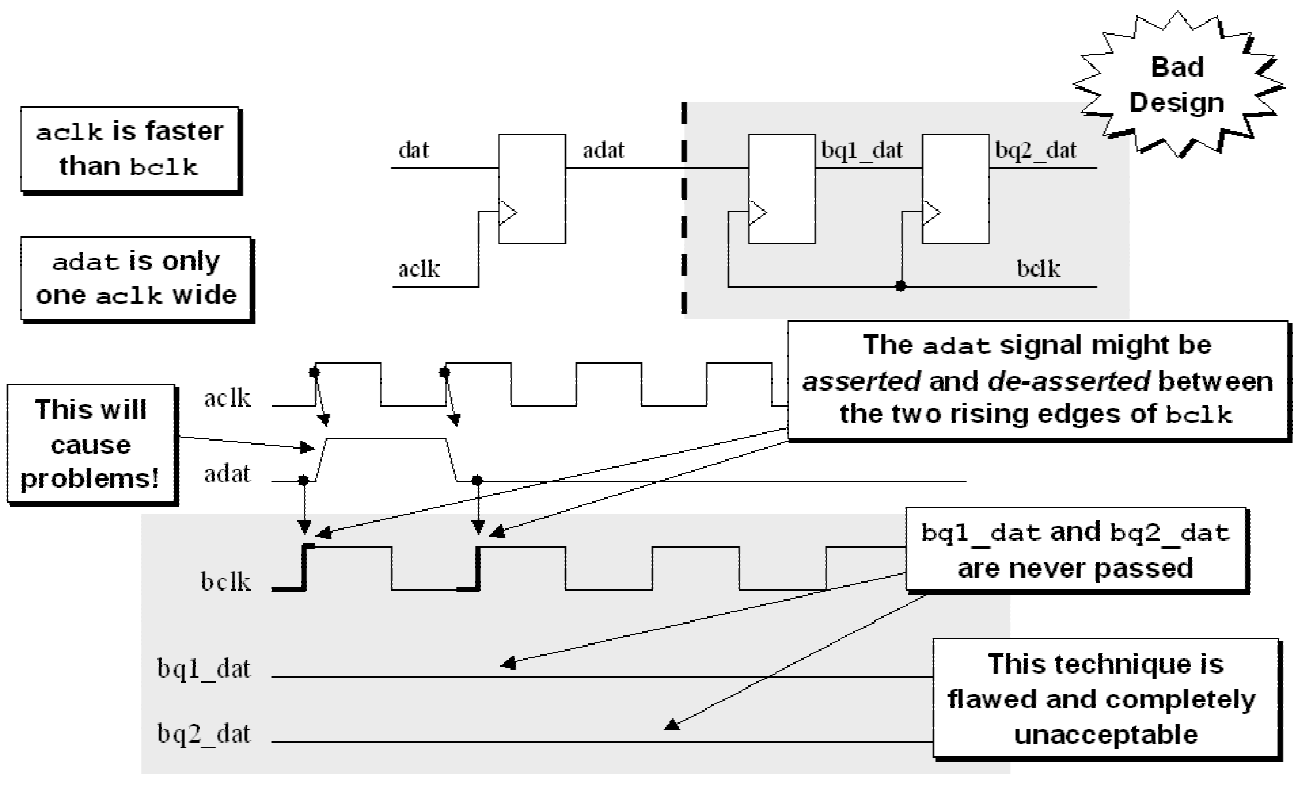 Bad
Design
aclk is faster
than bclk
dat
adat
bq1_dat
bq2_dat
adat is only
one aclk wide
aclk
bclk
The adat signal might be
asserted and de-asserted between
the two rising edges of bclk
aclk
This will
cause
problems!
adat
bq1_dat and bq2_dat
are never passed
bclk
bq1_dat
This technique is
flawed and completely
unacceptable
bq2_dat